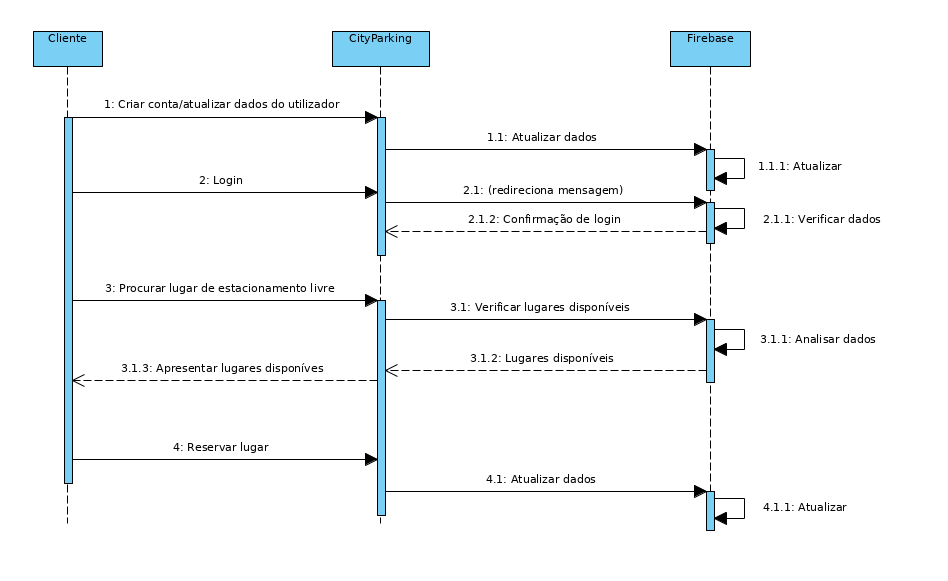 Cliente
CityParking
Firebase
1: Criar conta/atualizar dados do utilizador
1.1: Atualizar dados
1.1.1: Atualizar
2: Login
2.1: (redireciona mensagem)
2.1.2: Confirmação de login
2.1.1: Verificar dados
3: Procurar lugar de estacionamento livre
3.1: Verificar lugares disponíveis
3.1.1: Analisar dados
3.1.2: Lugares disponíveis
3.1.3: Apresentar lugares disponíves
4: Reservar lugar
4.1: Atualizar dados
4.1.1: Atualizar